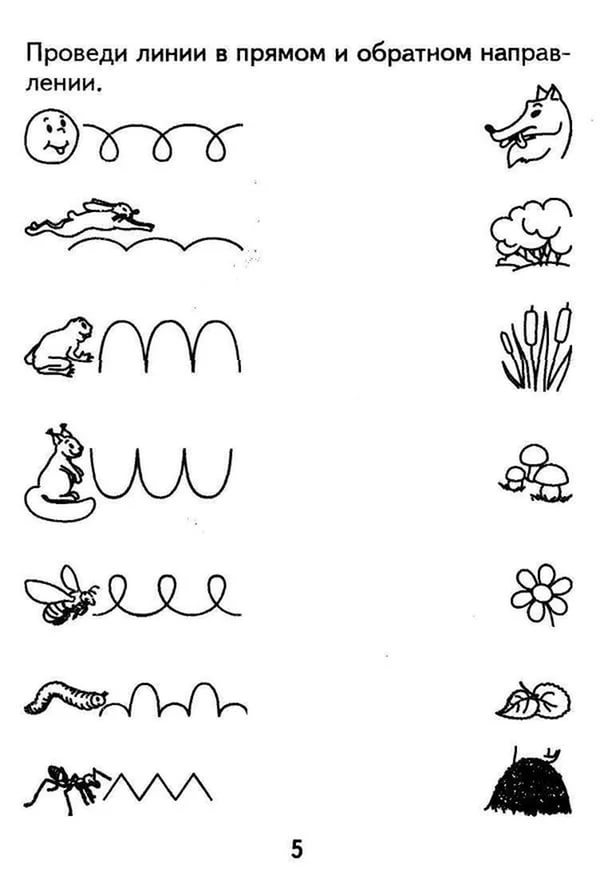 Проведи линии в прямом и обратном направ-
лении.
5